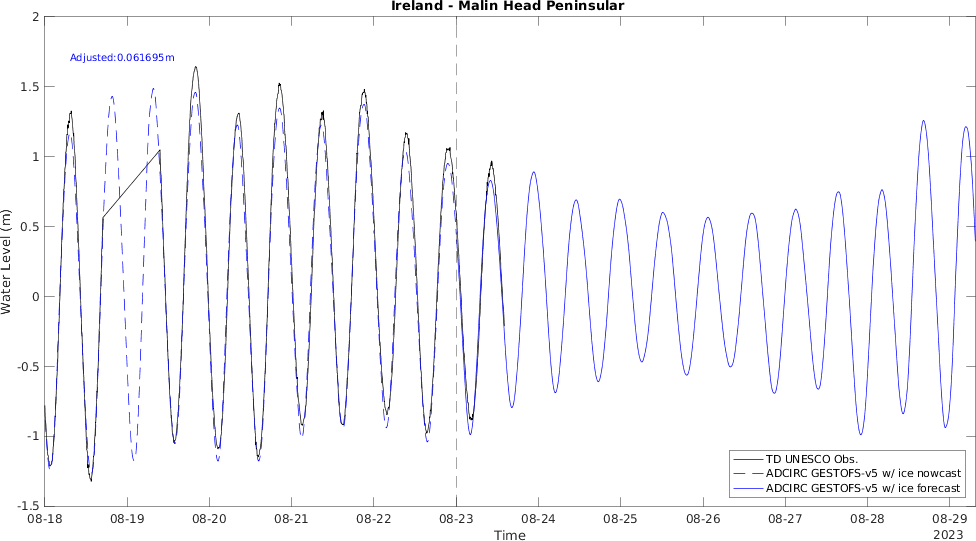 Ireland - Malin Head Peninsular
Adjusted:0.061695m
Water Level (m)
2
1.5
1
0.5
0
-0.5
-1
-1.5
TD UNESCO Obs.
ADCIRC GESTOFS-v5 w/ ice nowcast
ADCIRC GESTOFS-v5 w/ ice forecast
08-18 08-19 08-20 08-21 08-22 08-23 08-24 08-25 08-26 08-27 08-28 08-29
Time
2023